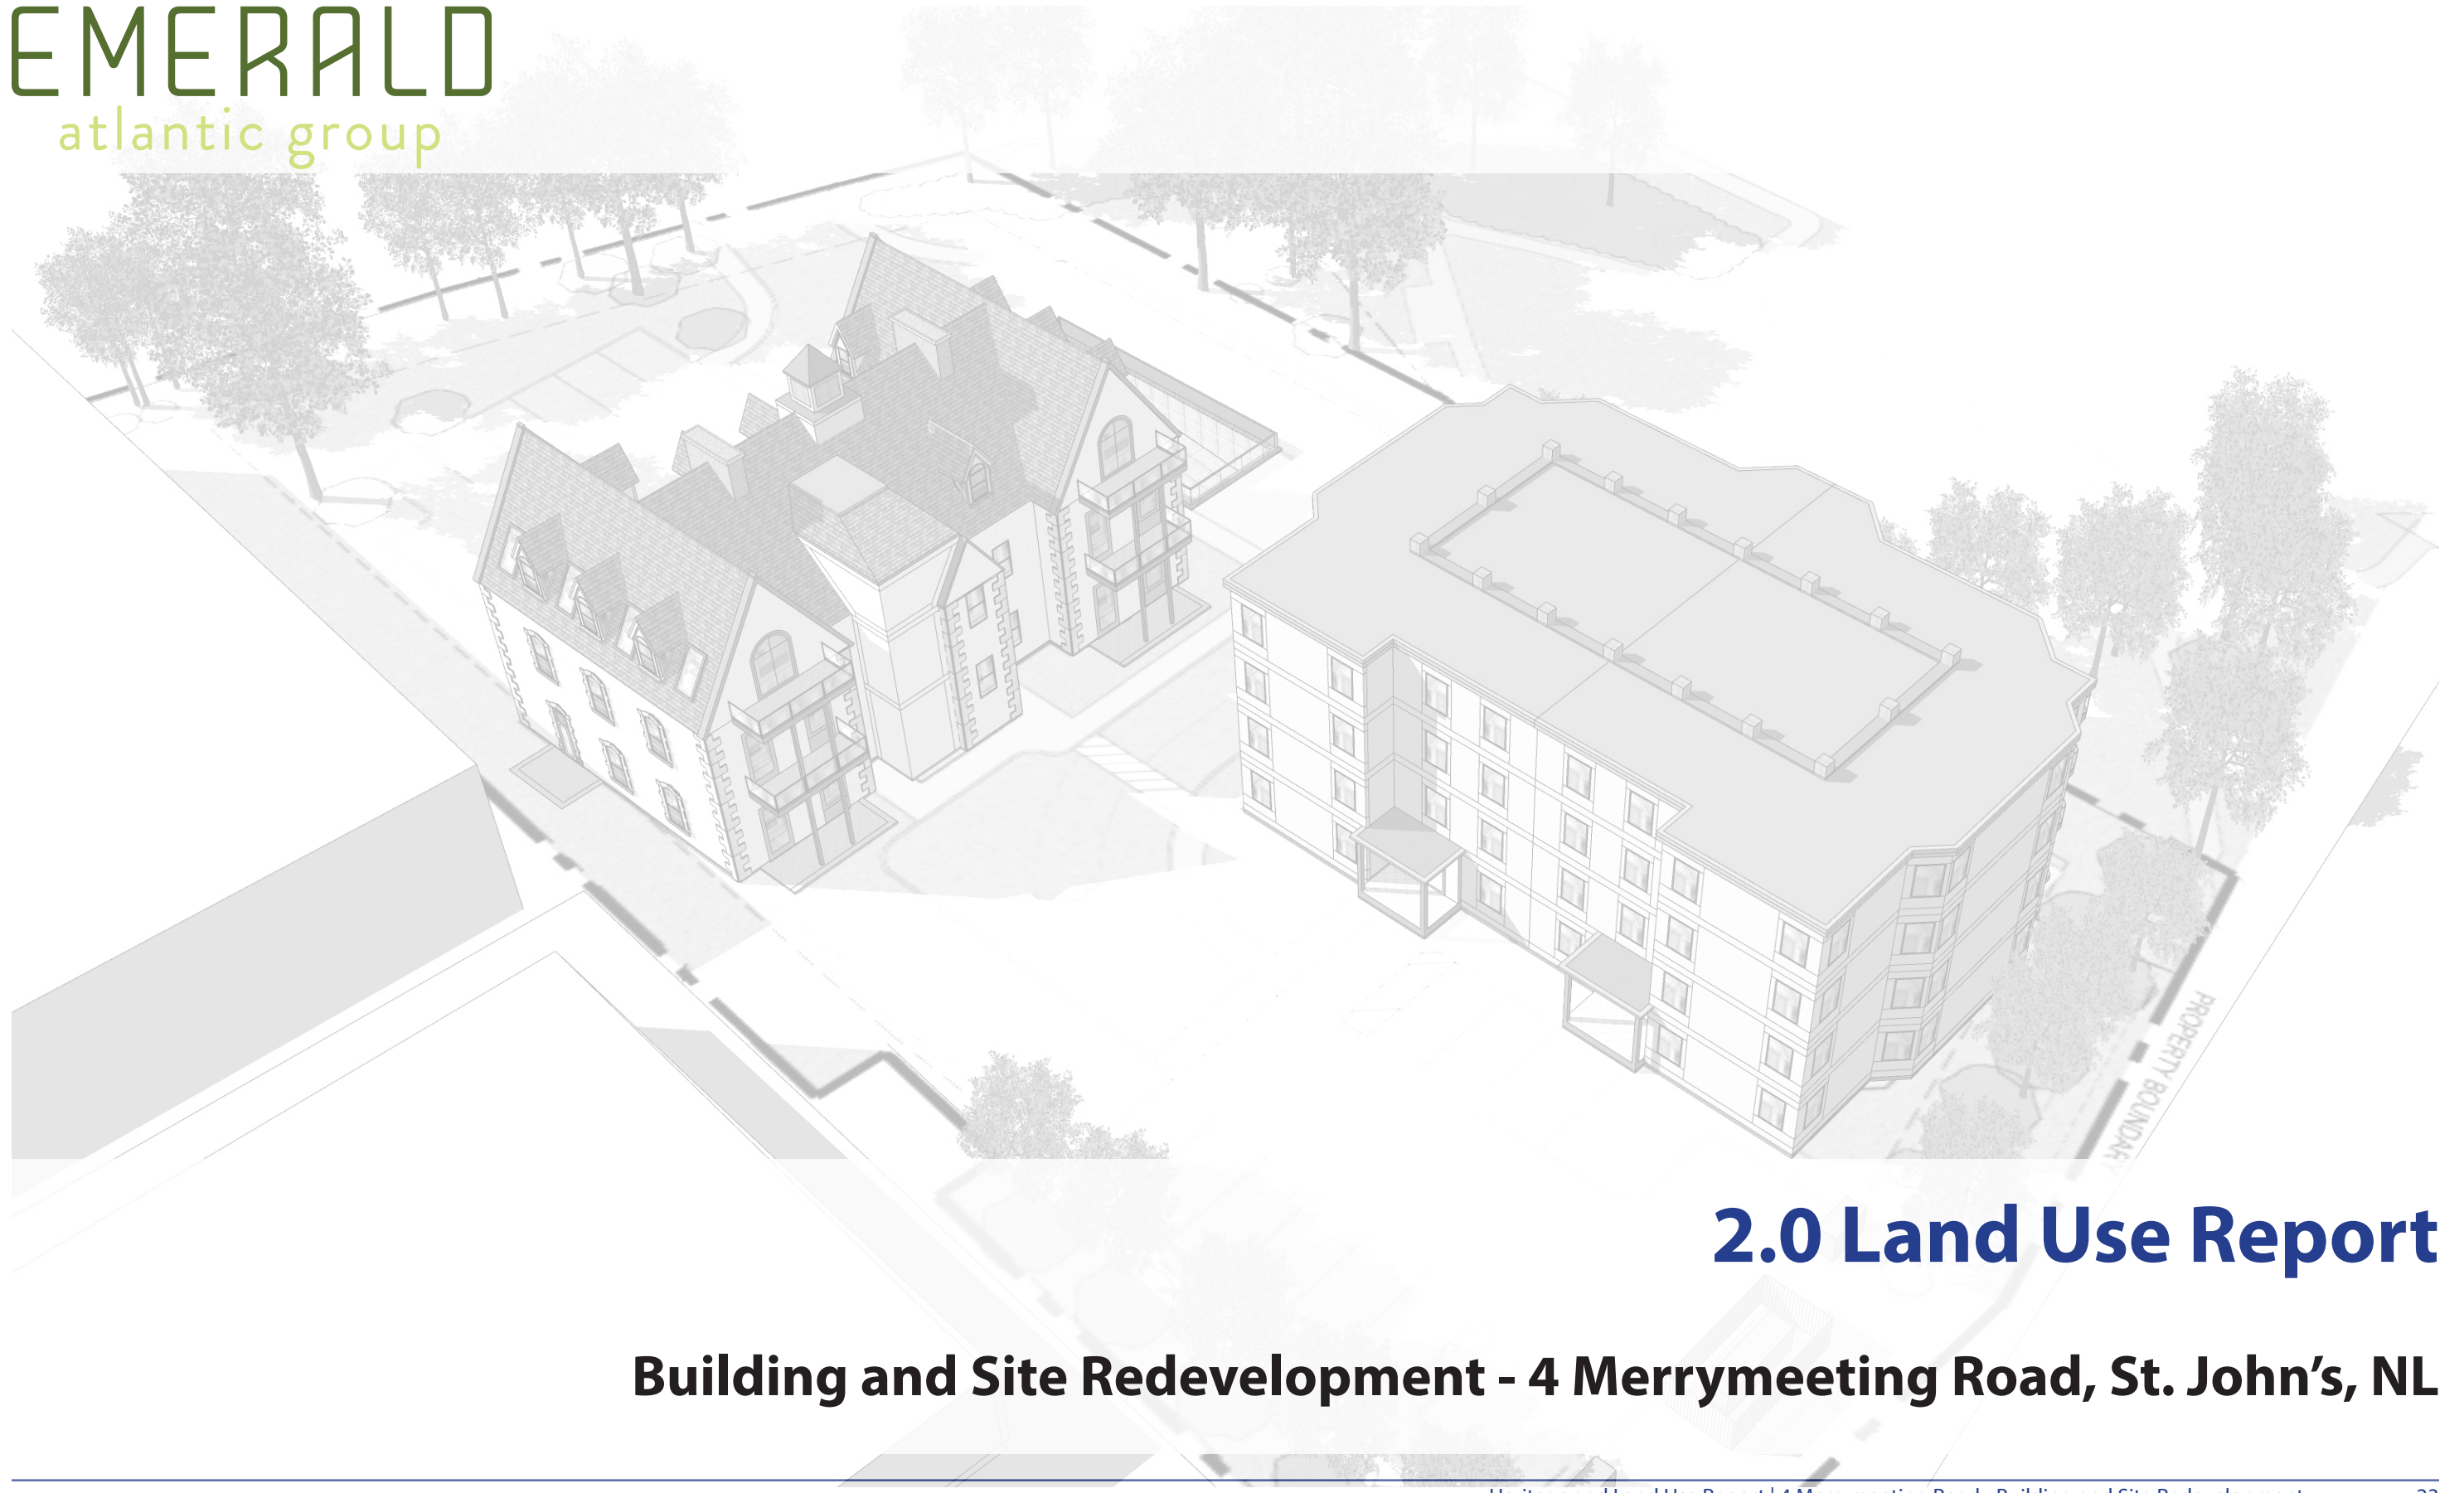 EMERALD
atlantic group
PROPERTY BOUNDARY
2.0 Land Use Report
Building and Site Redevelopment - 4 Merrymeeting Road, St. John’s, NL